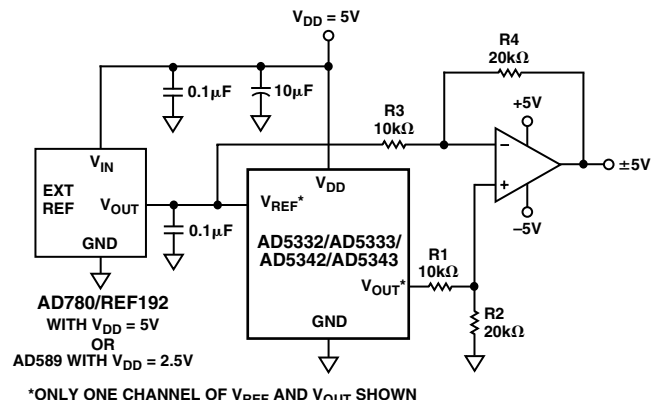 V_DD = 5V
R4
20kΩ
0.1μF
10μF
R3
10kΩ
+5V
V_IN
EXT
REF
V_OUT
GND
V_DD
V_REF*
–
+
±5V
–5V
0.1μF
AD5332/AD5333/
AD5342/AD5343
R1
10kΩ
V_OUT*
GND
R2
20kΩ
AD780/REF192
WITH V_DD = 5V
OR
AD589 WITH V_DD = 2.5V
*ONLY ONE CHANNEL OF V_REF AND V_OUT SHOWN